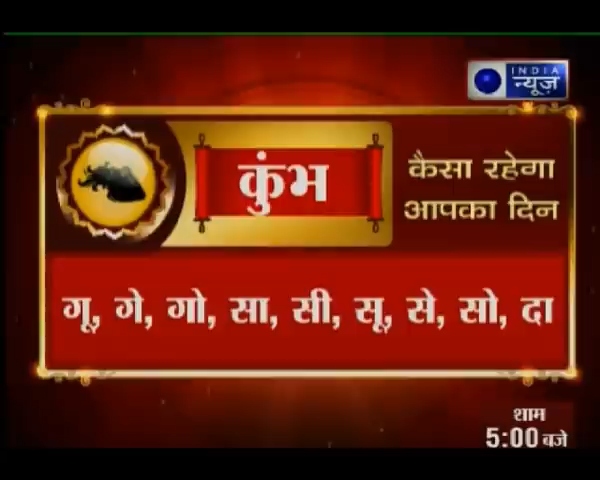 INDIA
न्यूज़
कुंभ
कैसा रहेगा
आपका दिन
गू, गे, गो, सा, सी, सू, से, सो, दा
शाम
5:00 बजे